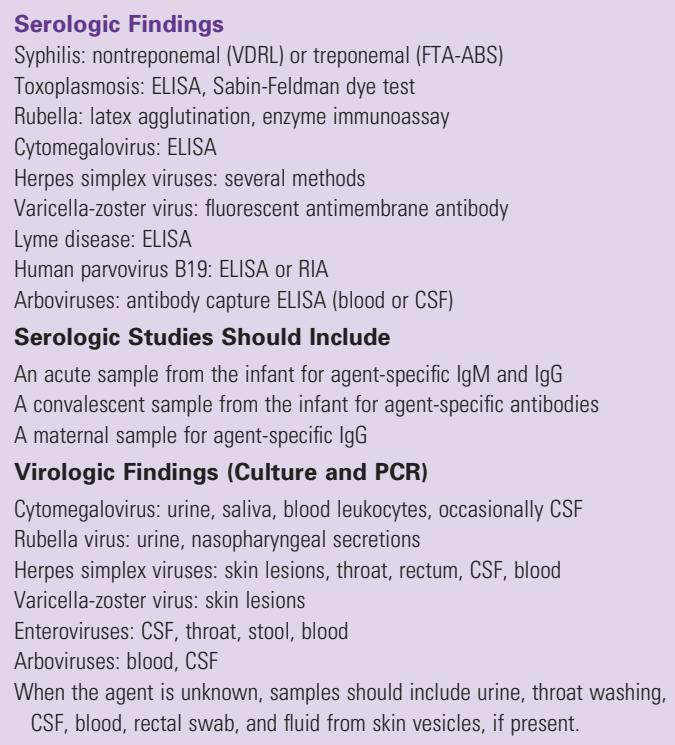 Serologic Findings
Syphilis: nontreponemal (VDRL) or treponemal (FTA-ABS)
Toxoplasmosis: ELISA, Sabin-Feldman dye test
Rubella: latex agglutination, enzyme immunoassay
Cytomegalovirus: ELISA
Herpes simplex viruses: several methods
Varicella-zoster virus: fluorescent antimembrane antibody
Lyme disease: ELISA
Human parvovirus B19: ELISA or RIA
Arboviruses: antibody capture ELISA (blood or CSF)
Serologic Studies Should Include
An acute sample from the infant for agent-specific IgM and IgG
A convalescent sample from the infant for agent-specific antibodies
A maternal sample for agent-specific IgG
Virologic Findings (Culture and PCR)
Cytomegalovirus: urine, saliva, blood leukocytes, occasionally CSF
Rubella virus: urine, nasopharyngeal secretions
Herpes simplex viruses: skin lesions, throat, rectum, CSF, blood
Varicella-zoster virus: skin lesions
Enteroviruses: CSF, throat, stool, blood
Arboviruses: blood, CSF
When the agent is unknown, samples should include urine, throat washing,
CSF, blood, rectal swab, and fluid from skin vesicles, if present.